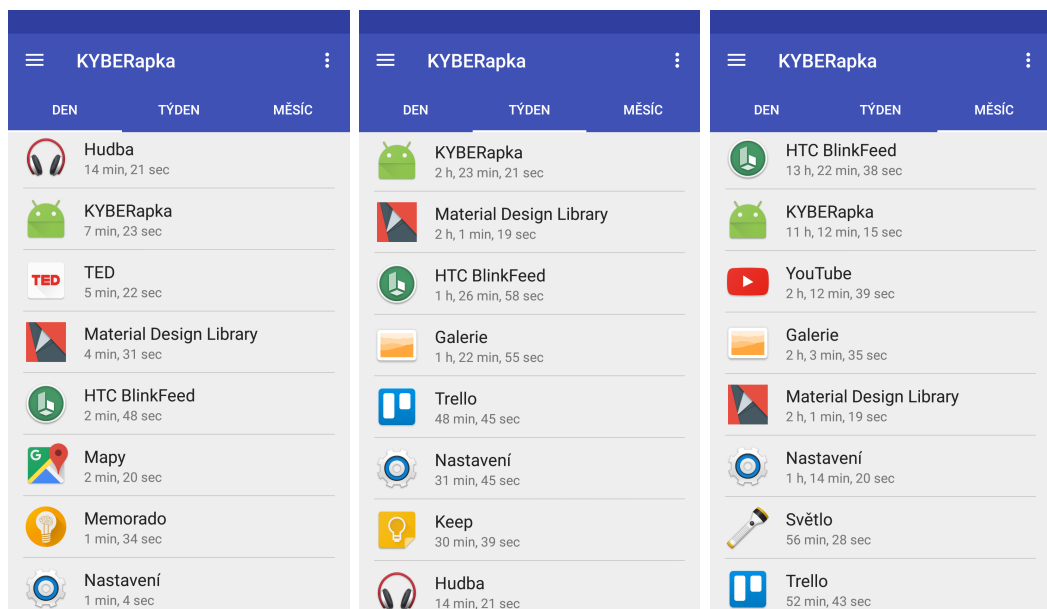 KYBERapka
DEN TÝDEN MĚSÍC
Hudba
14 min, 21 sec
KYBERapka
7 min, 23 sec
TED
TED
5 min, 22 sec
Material Design Library
4 min, 31 sec
HTC BlinkFeed
2 min, 48 sec
G
Mapy
2 min, 20 sec
Memorado
1 min, 34 sec
Nastavení
1 min, 4 sec
KYBERapka
DEN TÝDEN MĚSÍC
KYBERapka
2 h, 23 min, 21 sec
Material Design Library
2 h, 1 min, 19 sec
HTC BlinkFeed
1 h, 26 min, 58 sec
Galerie
1 h, 22 min, 55 sec
Trello
48 min, 45 sec
Nastavení
31 min, 45 sec
Keep
30 min, 39 sec
Hudba
14 min, 21 sec
KYBERapka
DEN TÝDEN MĚSÍC
HTC BlinkFeed
13 h, 22 min, 38 sec
KYBERapka
11 h, 12 min, 15 sec
YouTube
2 h, 12 min, 39 sec
Galerie
2 h, 3 min, 35 sec
Material Design Library
2 h, 1 min, 19 sec
Nastavení
1 h, 14 min, 20 sec
Světlo
56 min, 28 sec
Trello
52 min, 43 sec